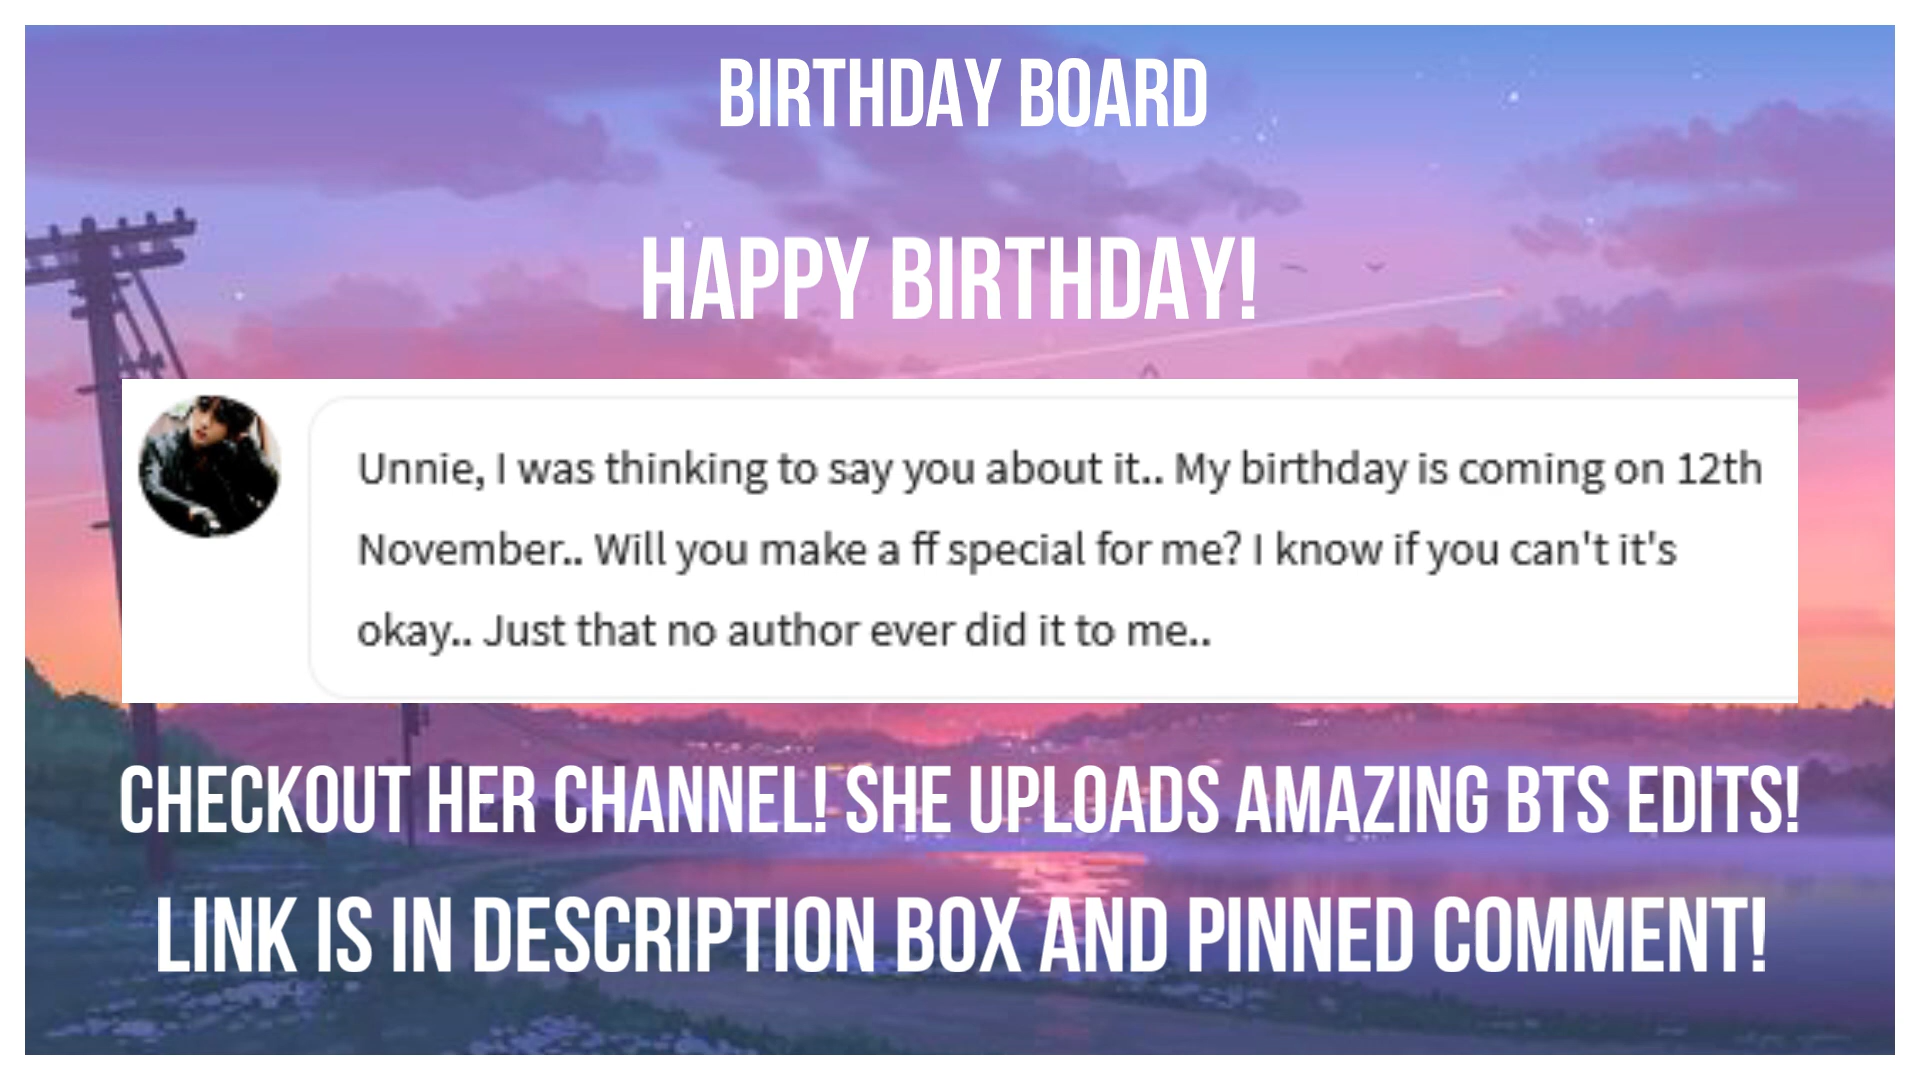 BIRTHDAY BOARD
HAPPY BIRTHDAY!
Unnie, I was thinking to say you about it.. My birthday is coming on 12th
November.. Will you make a ff special for me? I know if you can't it's
okay.. Just that no author ever did it to me..
CHECKOUT HER CHANNEL! SHE UPLOADS AMAZING BTS EDITS!
LINK IS IN DESCRIPTION BOX AND PINNED COMMENT!